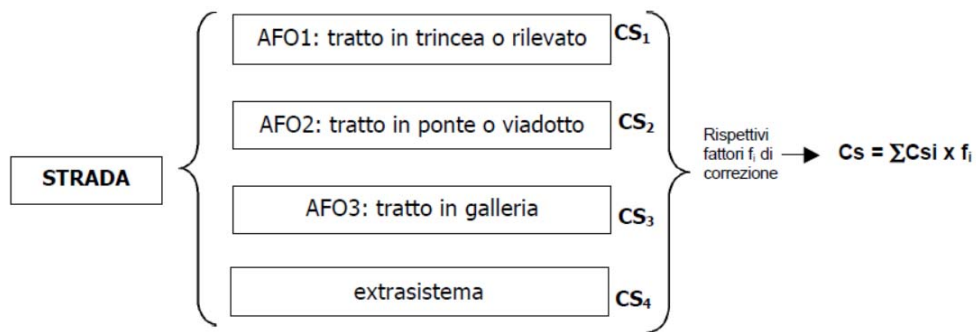 STRADA
AFO1: tratto in trincea o rilevato
CS₁
AFO2: tratto in ponte o viadotto
CS₂
AFO3: tratto in galleria
CS₃
extrasistema
CS₄
Rispettivi
fattori fᵢ di
correzione
Cs = ∑Csi x fᵢ